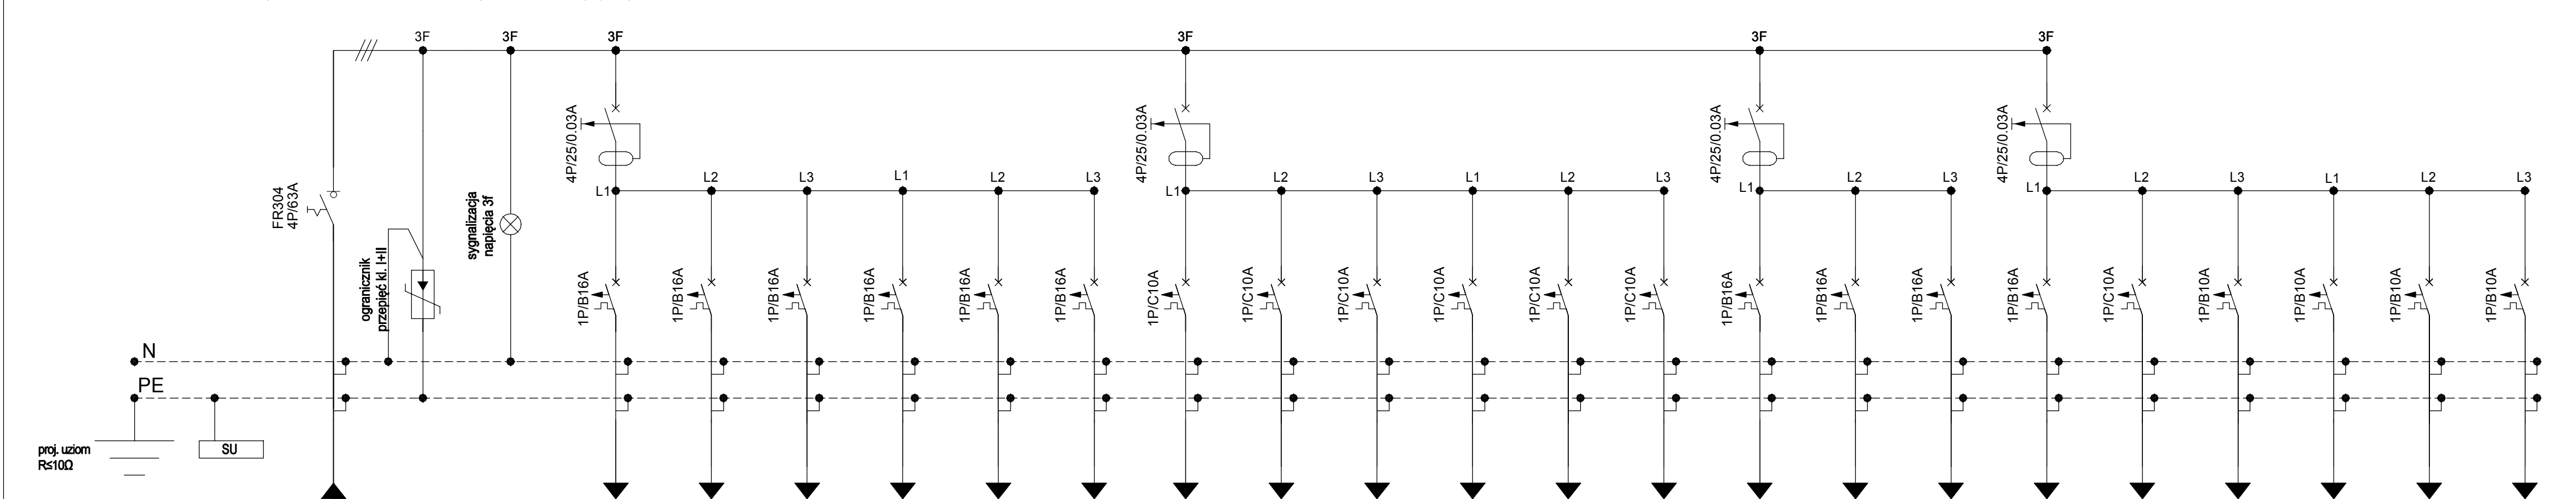 3F
3F
3F
3F
3F
3F
FR304
4P/63A
ogranicznik
przepięć kl. I+II
sygnalizacja
napięcia 3f
4P/25/0.03A
4P/25/0.03A
4P/25/0.03A
4P/25/0.03A
L1
L2
L3
L1
L2
L3
L1
L2
L3
L1
L2
L3
L1
L2
L3
L1
L2
L3
L1
L2
L3
1P/B16A
1P/B16A
1P/B16A
1P/B16A
1P/B16A
1P/B16A
1P/C10A
1P/C10A
1P/C10A
1P/C10A
1P/C10A
1P/C10A
1P/B16A
1P/B16A
1P/B16A
1P/B16A
1P/C10A
1P/B10A
1P/B10A
1P/B10A
1P/B10A
N
PE
proj. uziom
R≤10Ω
SU